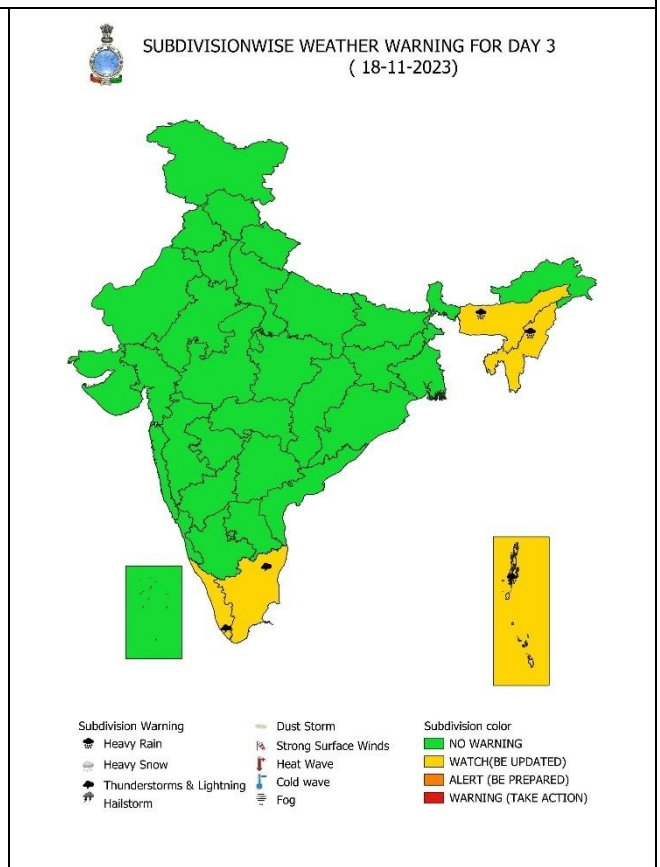 SUBDIVISIONWISE WEATHER WARNING FOR DAY 3
( 18-11-2023)
Subdivision Warning
Heavy Rain
Heavy Snow
Thunderstorms & Lightning
Hailstorm
Dust Storm
Strong Surface Winds
Heat Wave
Cold wave
Fog
Subdivision color
NO WARNING
WATCH(BE UPDATED)
ALERT (BE PREPARED)
WARNING (TAKE ACTION)